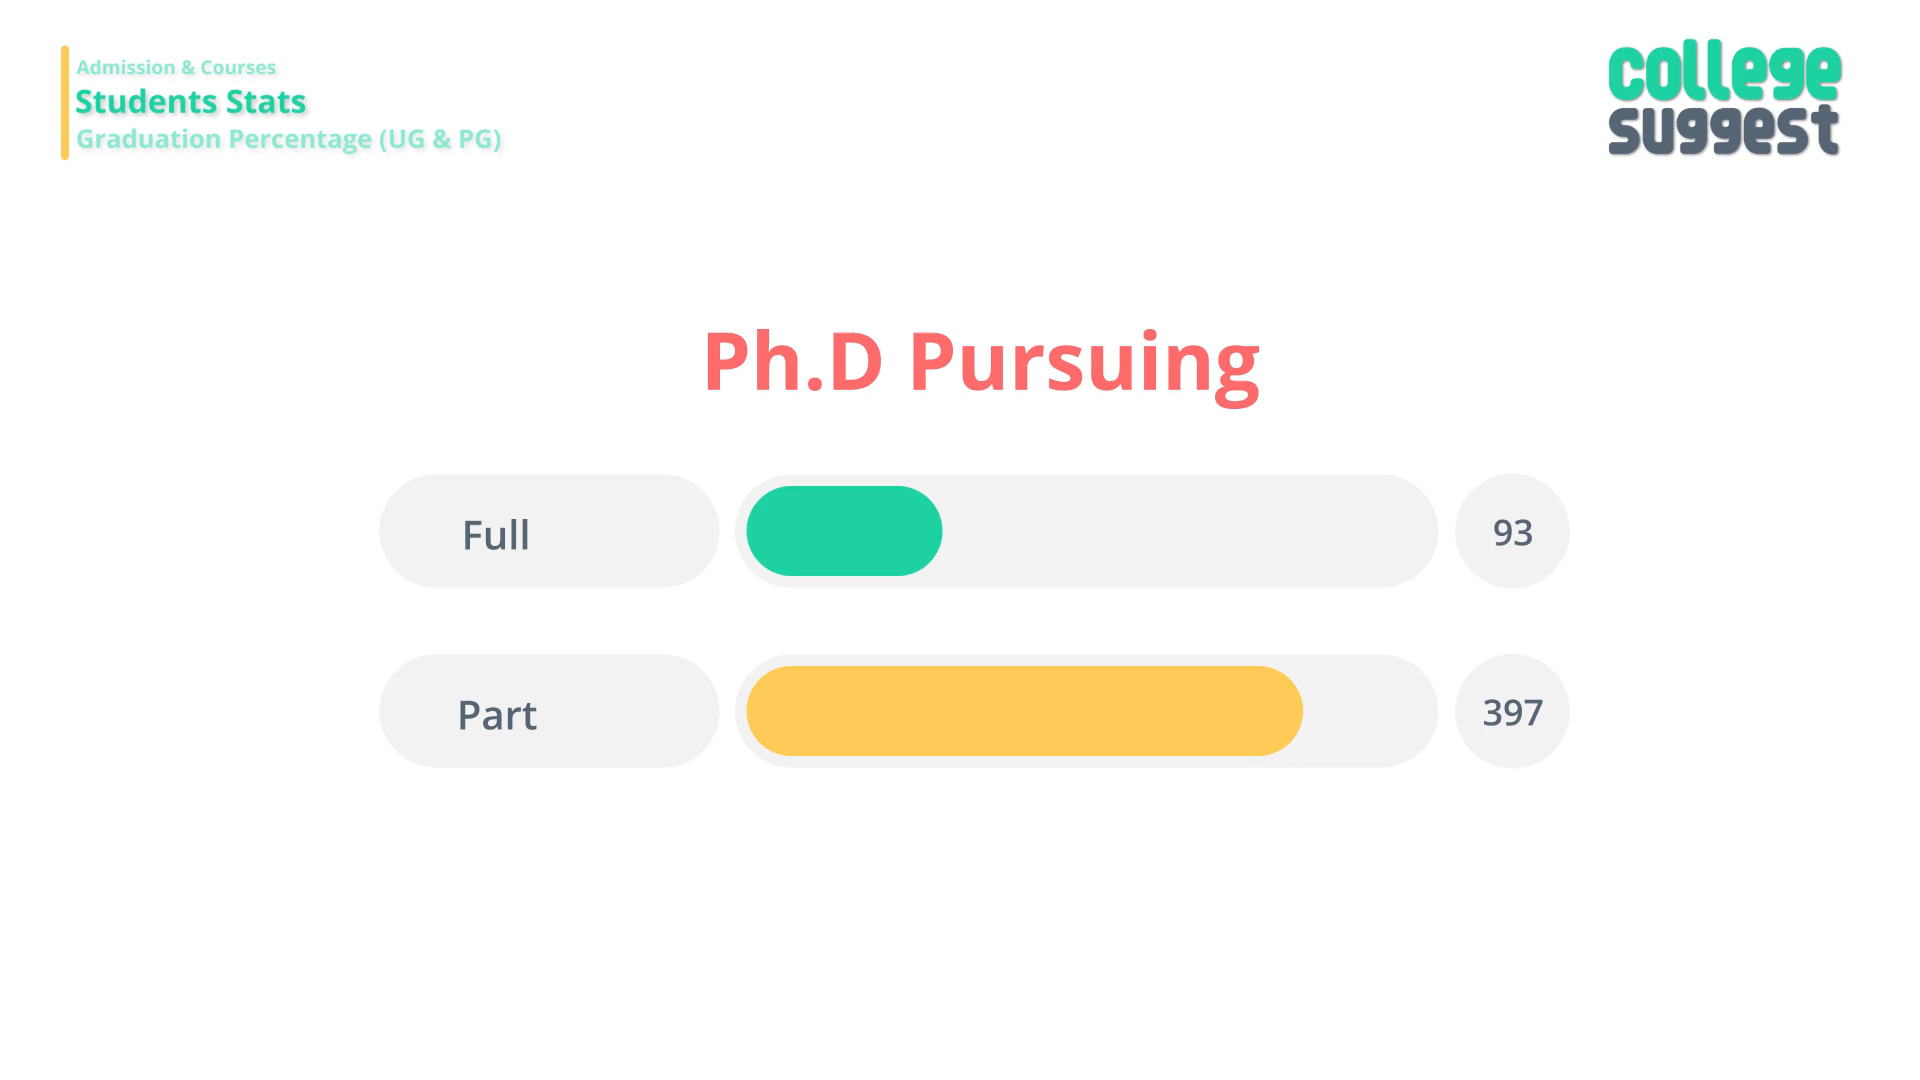 Admission & Courses
Students Stats
Graduation Percentage (UG & PG)
college
suggest
Ph.D Pursuing
Full
93
Part
397